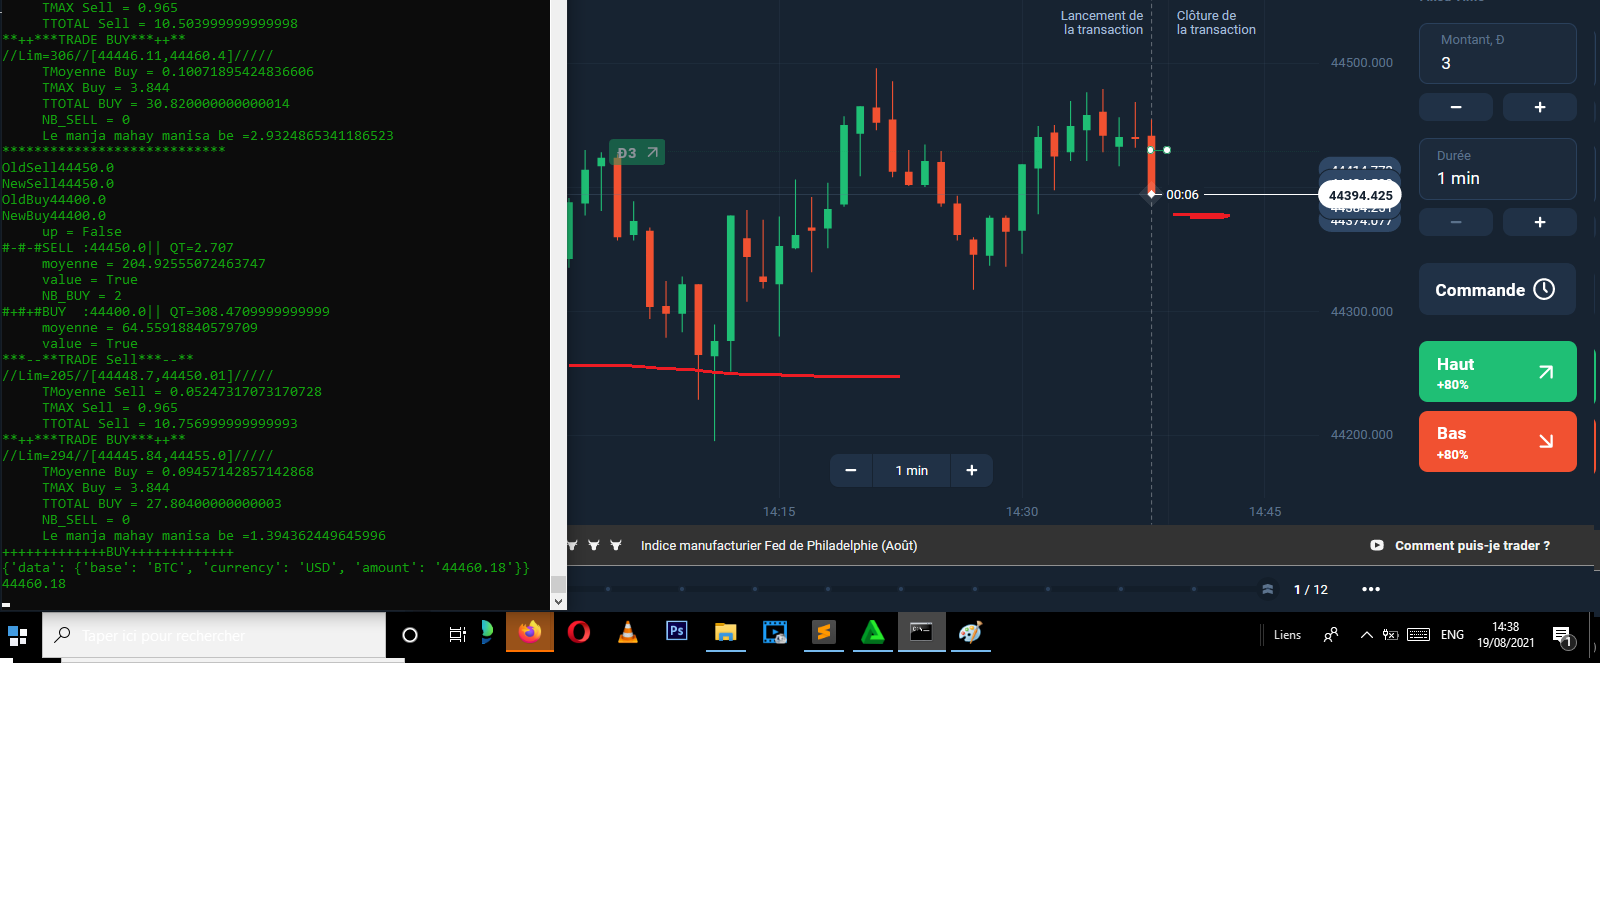 TMAX Sell = 0.965
TTOTAL Sell = 10.503999999999998
**++***TRADE BUY***++**
//Lim=306//[44446.11,44460.4]/////
TMoyenne Buy = 0.10071895424836606
TMAX Buy = 3.844
TTOTAL BUY = 30.820000000000014
NB_SELL = 0
Le manja mahay manisa be =2.9324865341186523
****************************
OldSell44450.0
NewSell44450.0
OldBuy44400.0
NewBuy44400.0
up = False
#-#-#SELL :44450.0|| QT=2.707
moyenne = 204.92555072463747
value = True
NB_BUY = 2
#+#+#BUY  :44400.0|| QT=308.4709999999999
moyenne = 64.55918840579709
value = True
***--**TRADE Sell***--**
//Lim=205//[44448.7,44450.01]/////
TMoyenne Sell = 0.05247317073170728
TMAX Sell = 0.965
TTOTAL Sell = 10.756999999999993
**++***TRADE BUY***++**
//Lim=294//[44445.84,44455.0]/////
TMoyenne Buy = 0.09457142857142868
TMAX Buy = 3.844
TTOTAL BUY = 27.80400000000003
NB_SELL = 0
Le manja mahay manisa be =1.394362449645996
+++++++++++++BUY+++++++++++++
{'data': {'base': 'BTC', 'currency': 'USD', 'amount': '44460.18'}}
44460.18
Lancement de
la transaction
Clôture de
la transaction
Ð3
00:06
44500.000
44394.425
44300.000
44200.000
1 min
14:15
14:30
14:45
Montant, Ð
3
Durée
1 min
Commande
Haut
+80%
Bas
+80%
Indice manufacturier Fed de Philadelphie (Août)
Comment puis-je trader ?
1 / 12
Taper ici pour rechercher
Ps
Liens
ENG
14:38
19/08/2021
1